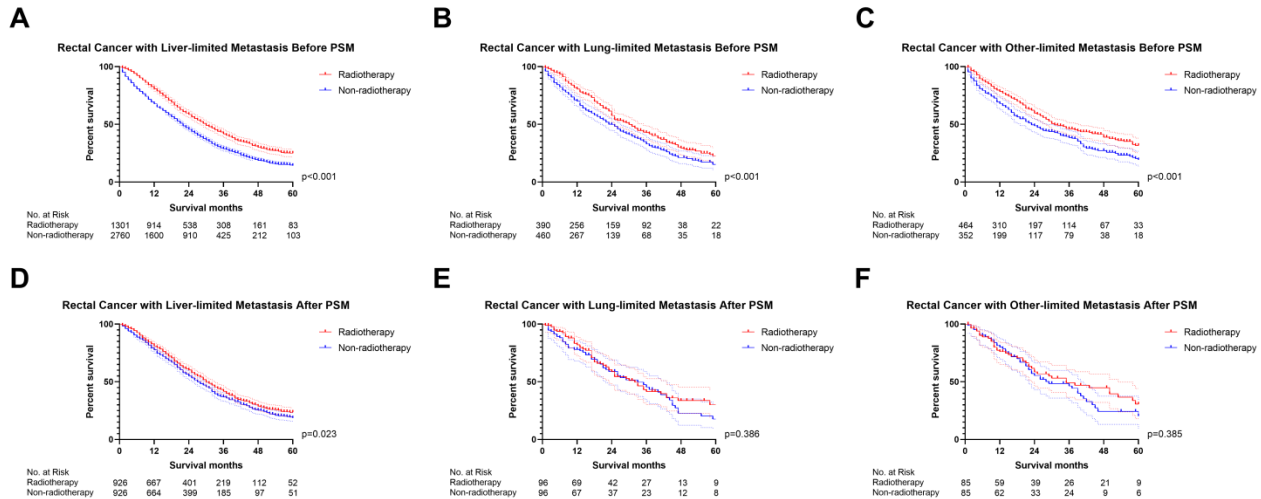 A
Rectal Cancer with Liver-limited Metastasis Before PSM
Percent survival
100
50
0
0 12 24 36 48 60
Survival months
Radiotherapy
Non-radiotherapy
p<0.001
No. at Risk
Radiotherapy 1301 914 538 308 161 83
Non-radiotherapy 2760 1600 910 425 212 103
B
Rectal Cancer with Lung-limited Metastasis Before PSM
Percent survival
100
50
0
0 12 24 36 48 60
Survival months
Radiotherapy
Non-radiotherapy
p<0.001
No. at Risk
Radiotherapy 390 256 159 92 38 22
Non-radiotherapy 460 267 139 68 35 18
C
Rectal Cancer with Other-limited Metastasis Before PSM
Percent survival
100
50
0
0 12 24 36 48 60
Survival months
Radiotherapy
Non-radiotherapy
p<0.001
No. at Risk
Radiotherapy 464 310 197 114 67 33
Non-radiotherapy 352 199 117 79 38 18
D
Rectal Cancer with Liver-limited Metastasis After PSM
Percent survival
100
50
0
0 12 24 36 48 60
Survival months
Radiotherapy
Non-radiotherapy
p=0.023
No. at Risk
Radiotherapy 926 667 401 219 112 52
Non-radiotherapy 926 664 399 185 97 51
E
Rectal Cancer with Lung-limited Metastasis After PSM
Percent survival
100
50
0
0 12 24 36 48 60
Survival months
Radiotherapy
Non-radiotherapy
p=0.386
No. at Risk
Radiotherapy 96 69 42 27 13 9
Non-radiotherapy 96 67 37 23 12 8
F
Rectal Cancer with Other-limited Metastasis After PSM
Percent survival
100
50
0
0 12 24 36 48 60
Survival months
Radiotherapy
Non-radiotherapy
p=0.385
No. at Risk
Radiotherapy 85 59 39 26 21 9
Non-radiotherapy 85 62 33 24 9 6